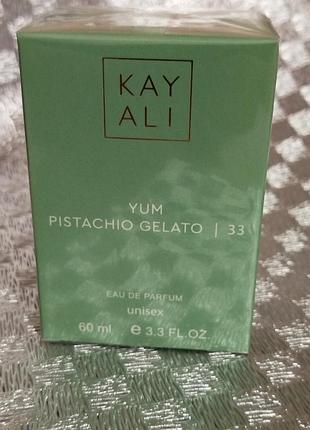 KAY
ALI
YUM
PISTACHIO GELATO | 33
EAU DE PARFUM
unisex
60 ml ℮ 3.3 FL.OZ.